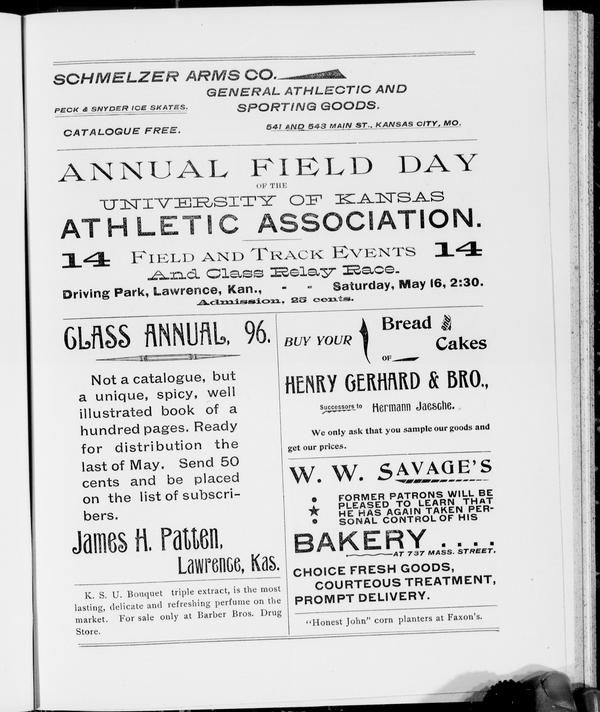 SCHMELZER ARMS CO.
GENERAL ATHLECTIC AND
PECK & SNYDER ICE SKATES.
SPORTING GOODS.
CATALOGUE FREE.
541 AND 543 MAIN ST., KANSAS CITY, MO.
ANNUAL FIELD DAY
OF THE
UNIVERSITY OF KANSAS
ATHLETIC ASSOCIATION.
14 FIELD AND TRACK EVENTS 14
And Class Relay Race.
Driving Park, Lawrence, Kan., - - Saturday, May 16, 2:30.
Admission, 25 cents.
CLASS ANNUAL, 96.
Not a catalogue, but
a unique, spicy, well
illustrated book of a
hundred pages. Ready
for distribution the
last of May. Send 50
cents and be placed
on the list of subscri-
bers.
James H. Patten,
Lawrence, Kas.
K. S. U. Bouquet triple extract, is the most
lasting, delicate and refreshing perfume on the
market. For sale only at Barber Bros. Drug
Store.
BUY YOUR Bread
Cakes
OF
HENRY GERHARD & BRO.,
Successors to Hermann Jaesche.
We only ask that you sample our goods and
get our prices.
W. W. SAVAGE'S
FORMER PATRONS WILL BE
PLEASED TO LEARN THAT
HE HAS AGAIN TAKEN PER-
SONAL CONTROL OF HIS
BAKERY ....
AT 737 MASS. STREET.
CHOICE FRESH GOODS,
COURTEOUS TREATMENT,
PROMPT DELIVERY.
"Honest John" corn planters at Faxon's.